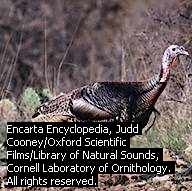 Encarta Encyclopedia, Judd
Cooney/Oxford Scientific
Films/Library of Natural Sounds,
Cornell Laboratory of Ornithology.
All rights reserved.